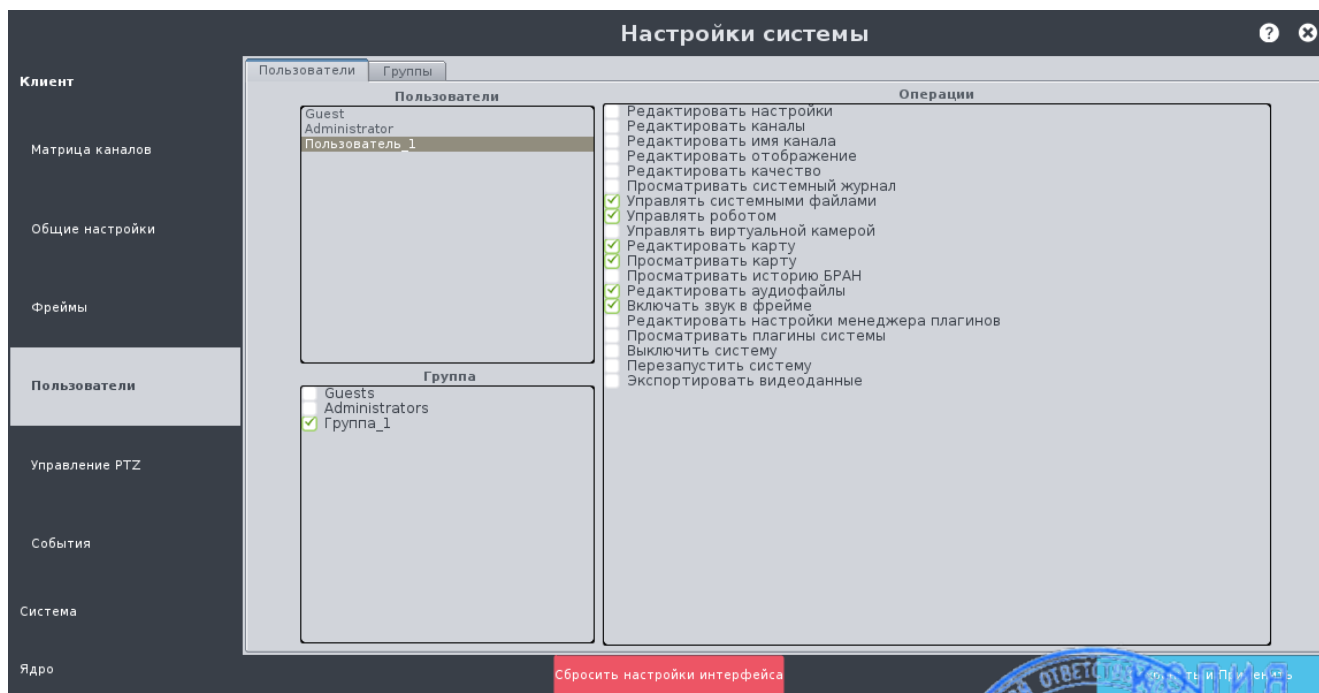 Настройки системы
?
Клиент
Матрица каналов
Общие настройки
Фреймы
Пользователи
Управление PTZ
События
Система
Ядро
Пользователи
Группы
Пользователи
Guest
Administrator
Пользователь_1
Группа
Guests
Administrators
Группа_1
Операции
Редактировать настройки
Редактировать каналы
Редактировать имя канала
Редактировать отображение
Редактировать качество
Просматривать системный журнал
Управлять системными файлами
Управлять роботом
Управлять виртуальной камерой
Редактировать карту
Просматривать карту
Просматривать историю БРАН
Редактировать аудиофайлы
Включать звук в фрейме
Редактировать настройки менеджера плагинов
Просматривать плагины системы
Выключить систему
Перезапустить систему
Экспортировать видеоданные
Сбросить настройки интерфейса
КОПИЯ